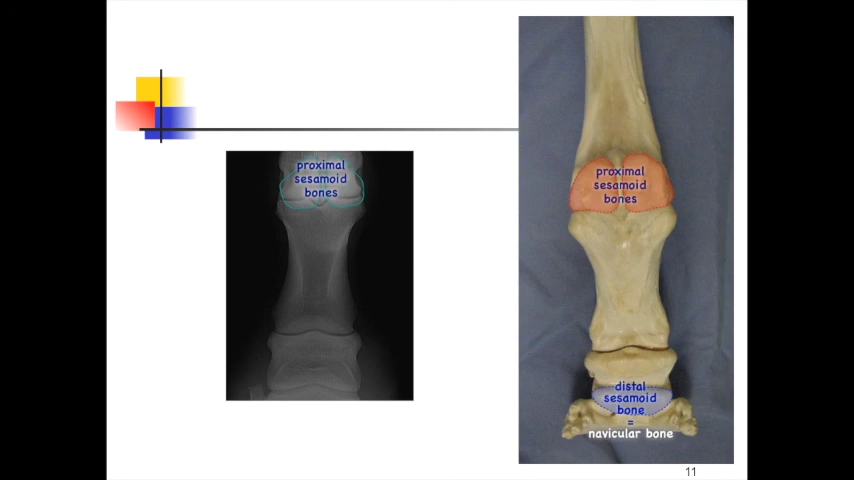 proximal
sesamoid
bones
proximal
sesamoid
bones
distal
sesamoid
bone
=
navicular bone
11